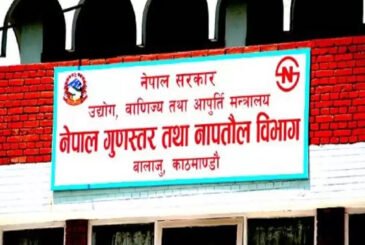 नेपाल सरकार
उद्योग, वाणिज्य तथा आपुर्ति मन्त्रालय
नेपाल गुणस्तर तथा नापतौल विभाग
बालाजु, काठमाण्डौ